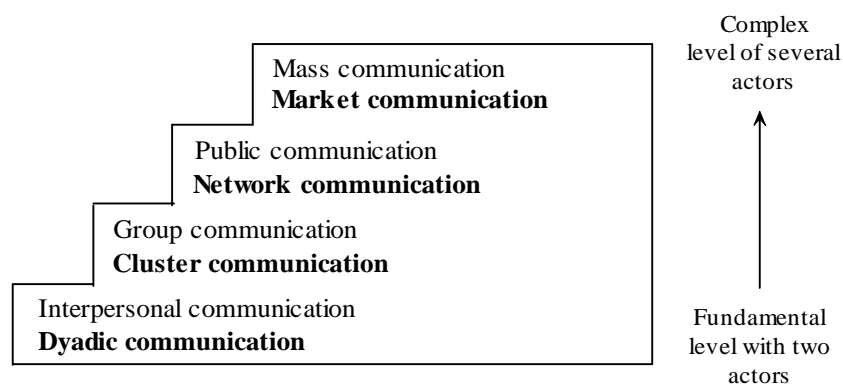 Mass communication
Market communication
Public communication
Network communication
Group communication
Cluster communication
Interpersonal communication
Dyadic communication
Complex
level of several
actors
Fundamental
level with two
actors